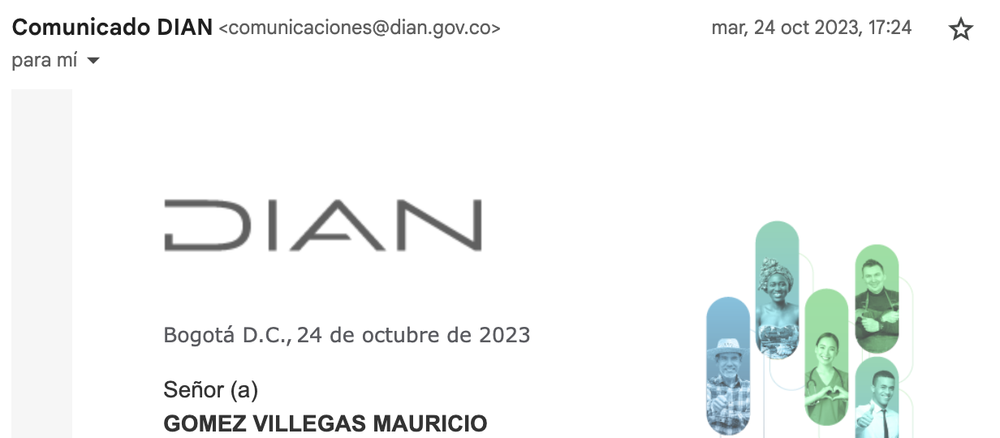 Comunicado DIAN <comunicaciones@dian.gov.co> mar, 24 oct 2023, 17:24
para mí
DIAN
Bogotá D.C., 24 de octubre de 2023
Señor (a)
GOMEZ VILLEGAS MAURICIO